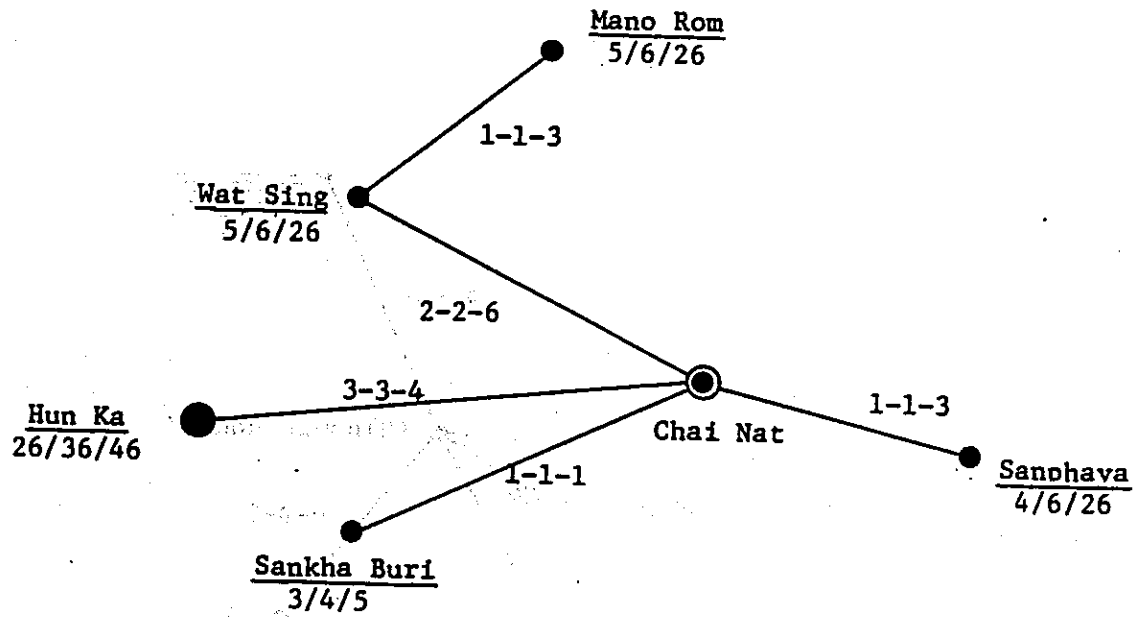 Mano Rom
5/6/26
1-1-3
Wat Sing
5/6/26
2-2-6
3-3-4
Hun Ka
26/36/46
Chai Nat
1-1-3
1-1-1
Sanphaya
4/6/26
Sankha Buri
3/4/5